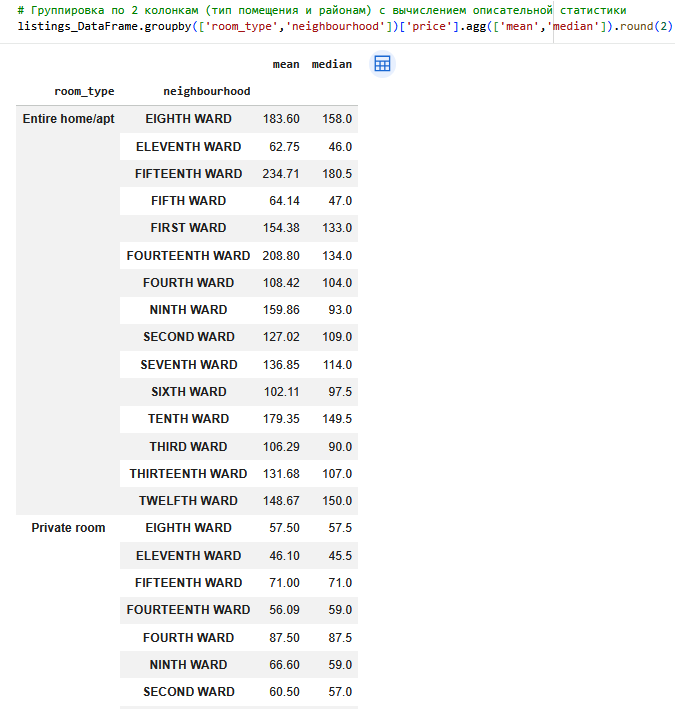 # Группировка по 2 колонкам (тип помещения и районам) с вычислением описательной статистики
listings_DataFrame.groupby(['room_type','neighbourhood'])['price'].agg(['mean','median']).round(2)
mean median
room_type neighbourhood
Entire home/apt EIGHTH WARD 183.60 158.0
ELEVENTH WARD 62.75 46.0
FIFTEENTH WARD 234.71 180.5
FIFTH WARD 64.14 47.0
FIRST WARD 154.38 133.0
FOURTEENTH WARD 208.80 134.0
FOURTH WARD 108.42 104.0
NINTH WARD 159.86 93.0
SECOND WARD 127.02 109.0
SEVENTH WARD 136.85 114.0
SIXTH WARD 102.11 97.5
TENTH WARD 179.35 149.5
THIRD WARD 106.29 90.0
THIRTEENTH WARD 131.68 107.0
TWELFTH WARD 148.67 150.0
Private room EIGHTH WARD 57.50 57.5
ELEVENTH WARD 46.10 45.5
FIFTEENTH WARD 71.00 71.0
FOURTEENTH WARD 56.09 59.0
FOURTH WARD 87.50 87.5
NINTH WARD 66.60 59.0
SECOND WARD 60.50 57.0